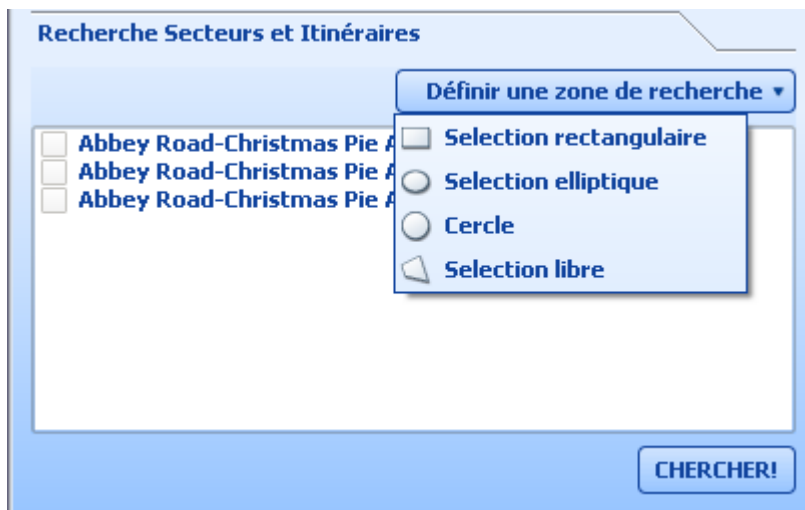 Recherche Secteurs et Itinéraires
Définir une zone de recherche
Abbey Road-Christmas Pie
Abbey Road-Christmas Pie
Abbey Road-Christmas Pie
Selection rectangulaire
Selection elliptique
Cercle
Selection libre
CHERCHER!